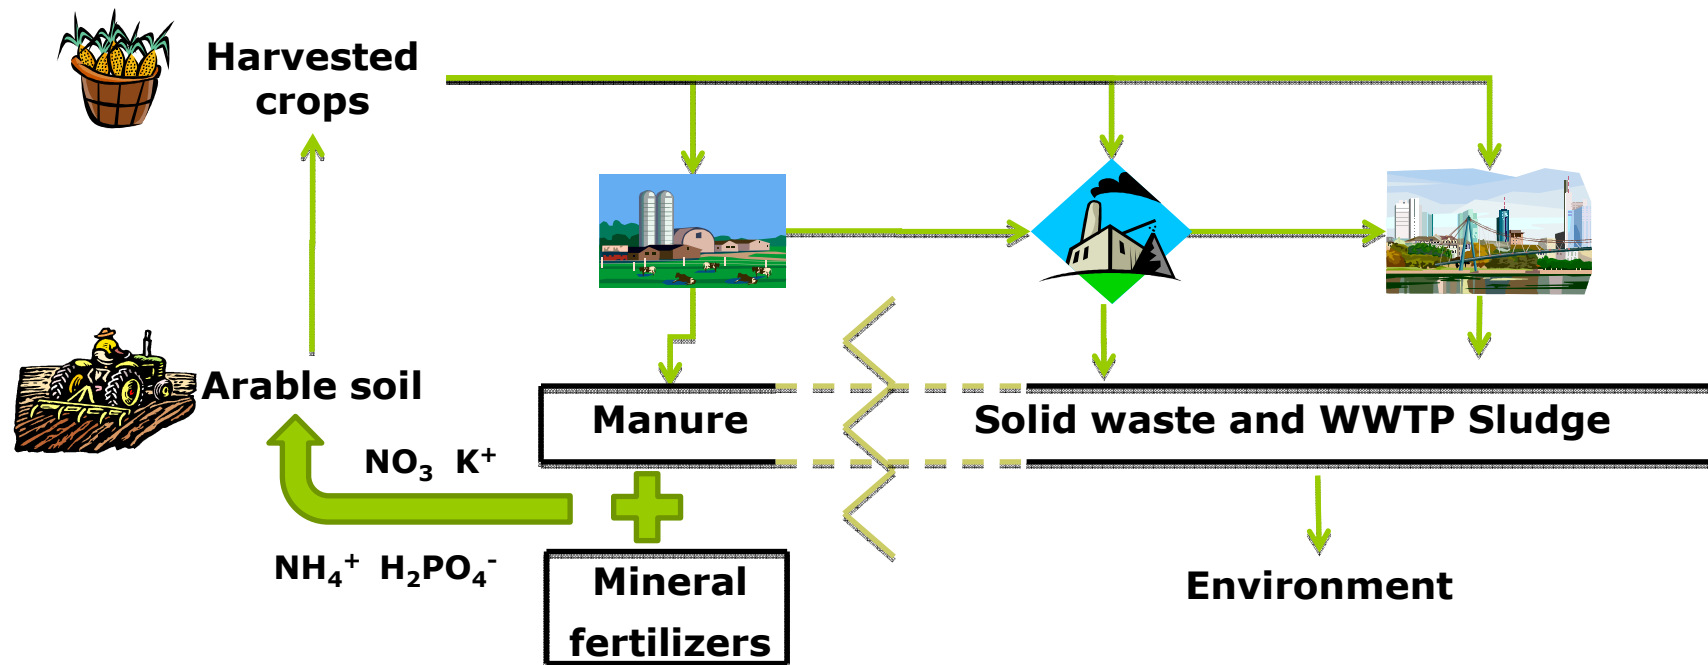 Harvested
crops
Arable soil
Manure
Solid waste and WWTP Sludge
NO₃ K⁺
NH₄⁺ H₂PO₄⁻
Mineral
fertilizers
Environment